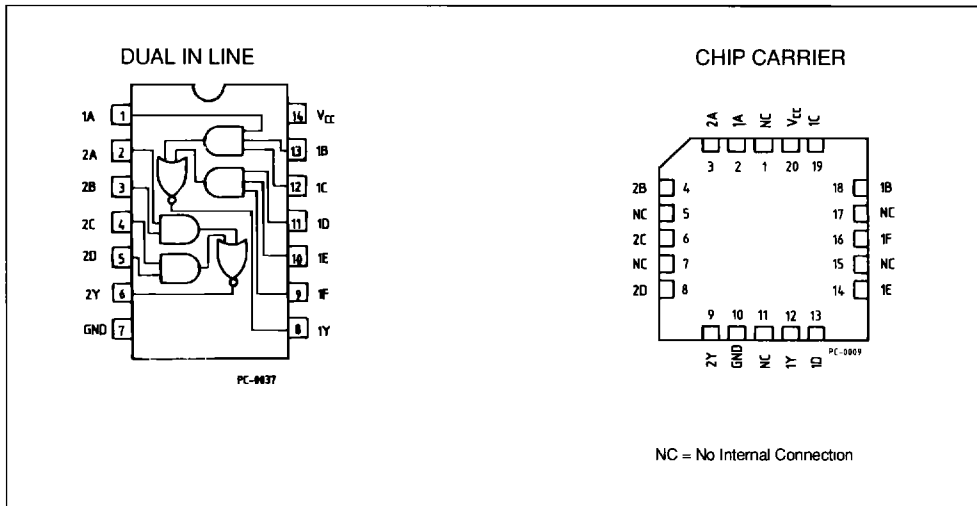 DUAL IN LINE
1A 1 14 VCC
2A 2 13 1B
2B 3 12 1C
2C 4 11 1D
2D 5 10 1E
2Y 6 9 1F
GND 7 8 1Y
PC-0037
CHIP CARRIER
2A 1A NC VCC 1C
3 2 1 20 19
2B 4 18 1B
NC 5 17 NC
2C 6 16 1F
NC 7 15 NC
2D 8 14 1E
9 10 11 12 13
2Y GND NC 1Y 1D
PC-0009
NC = No Internal Connection